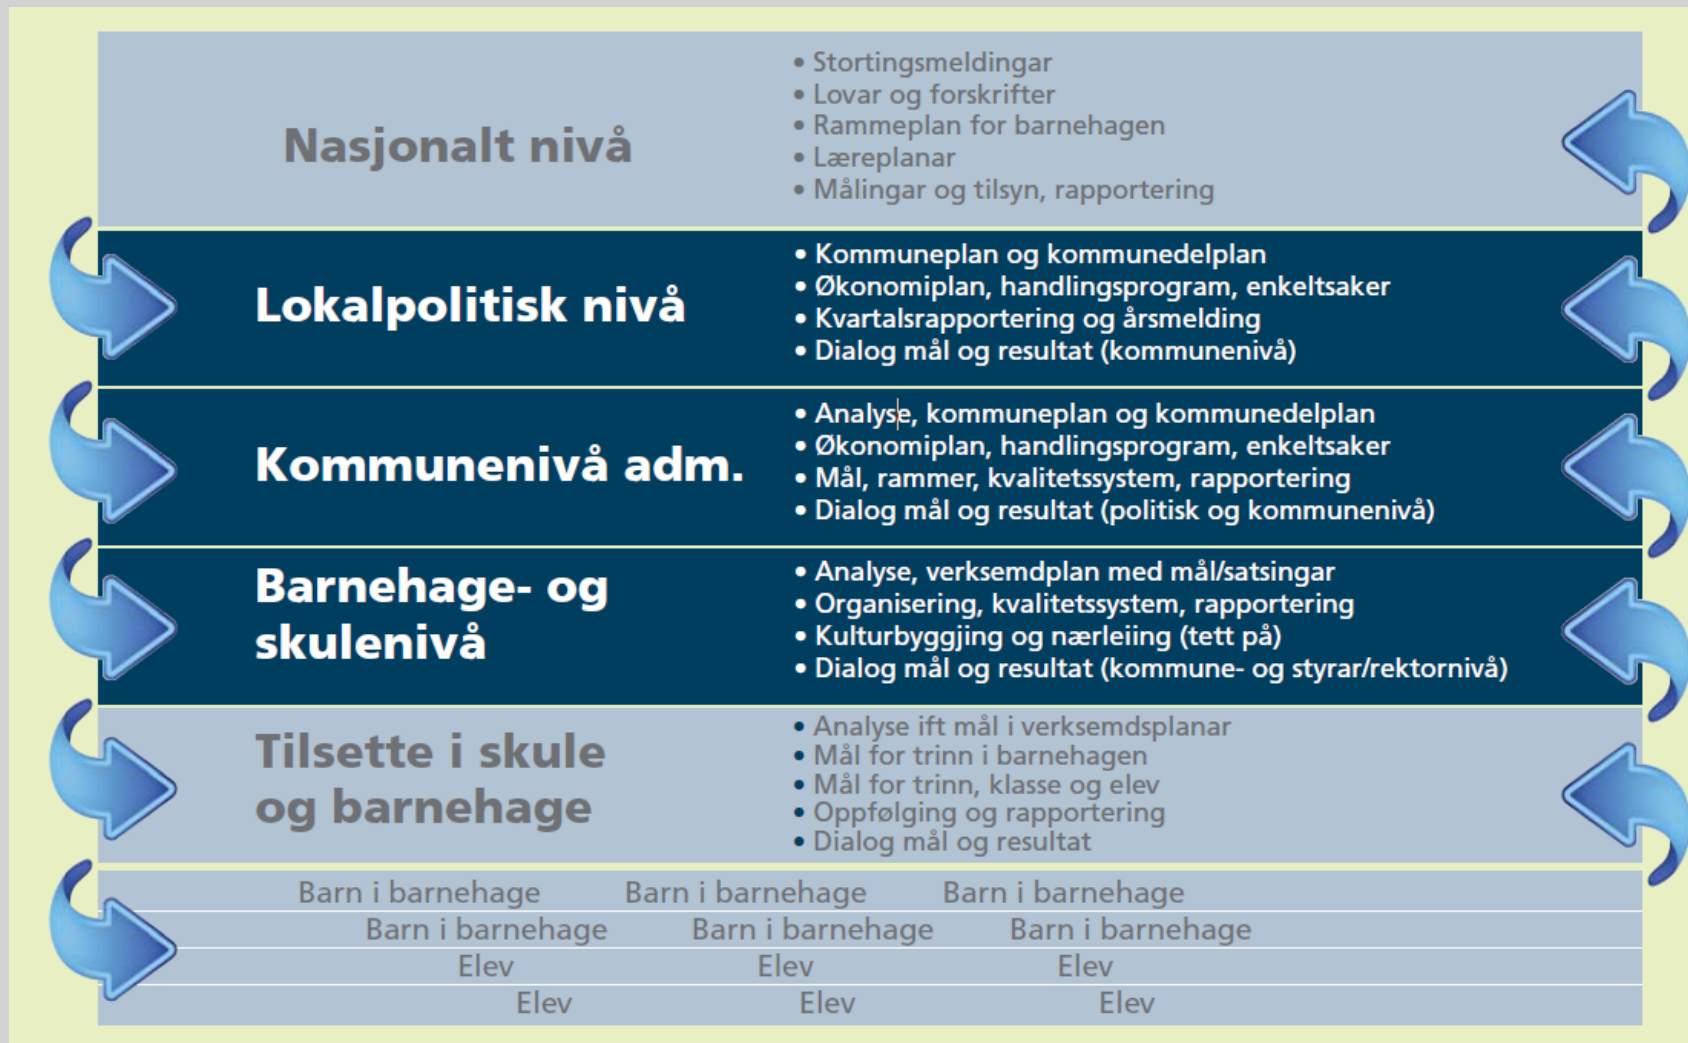 Nasjonalt nivå
• Stortingsmeldingar
• Lovar og forskrifter
• Rammeplan for barnehagen
• Læreplanar
• Målingar og tilsyn, rapportering
Lokalpolitisk nivå
• Kommuneplan og kommunedelplan
• Økonomiplan, handlingsprogram, enkeltsaker
• Kvartalsrapportering og årsmelding
• Dialog mål og resultat (kommunenivå)
Kommunenivå adm.
• Analyse, kommuneplan og kommunedelplan
• Økonomiplan, handlingsprogram, enkeltsaker
• Mål, rammer, kvalitetssystem, rapportering
• Dialog mål og resultat (politisk og kommunenivå)
Barnehage- og
skulenivå
• Analyse, verksemdplan med mål/satsingar
• Organisering, kvalitetssystem, rapportering
• Kulturbyggjing og nærleiing (tett på)
• Dialog mål og resultat (kommune- og styrar/rektornivå)
Tilsette i skule
og barnehage
• Analyse ift mål i verksemdsplanar
• Mål for trinn i barnehagen
• Mål for trinn, klasse og elev
• Oppfølging og rapportering
• Dialog mål og resultat
Barn i barnehage Barn i barnehage Barn i barnehage
Barn i barnehage Barn i barnehage Barn i barnehage
Elev Elev Elev
Elev Elev Elev